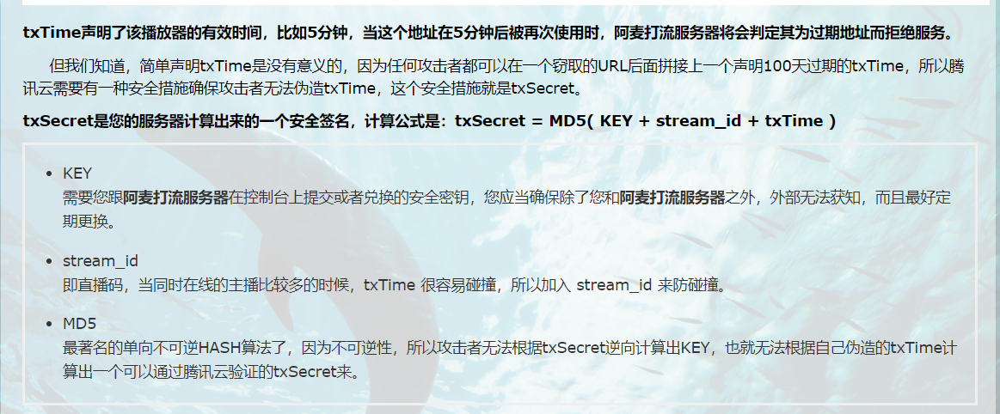 txTime声明了该播放器的有效时间，比如5分钟，当这个地址在5分钟后被再次使用时，阿麦打流服务器将会判定其为过期地址而拒绝服务。
但我们知道，简单声明txTime是没有意义的，因为任何攻击者都可以在一个窃取的URL后面拼接上一个声明100天过期的txTime，所以腾
讯云需要有一种安全措施确保攻击者无法伪造txTime，这个安全措施就是txSecret。
txSecret是您的服务器计算出来的一个安全签名，计算公式是：txSecret = MD5( KEY + stream_id + txTime )
• KEY
需要您跟阿麦打流服务器在控制台上提交或者兑换的安全密钥，您应当确保除了您和阿麦打流服务器之外，外部无法获知，而且最好定
期更换。
• stream_id
即直播码，当同时在线的主播比较多的时候，txTime 很容易碰撞，所以加入 stream_id 来防碰撞。
• MD5
最著名的单向不可逆HASH算法了，因为不可逆性，所以攻击者无法根据txSecret逆向计算出KEY，也就无法根据自己伪造的txTime计
算出一个可以通过腾讯云验证的txSecret来。